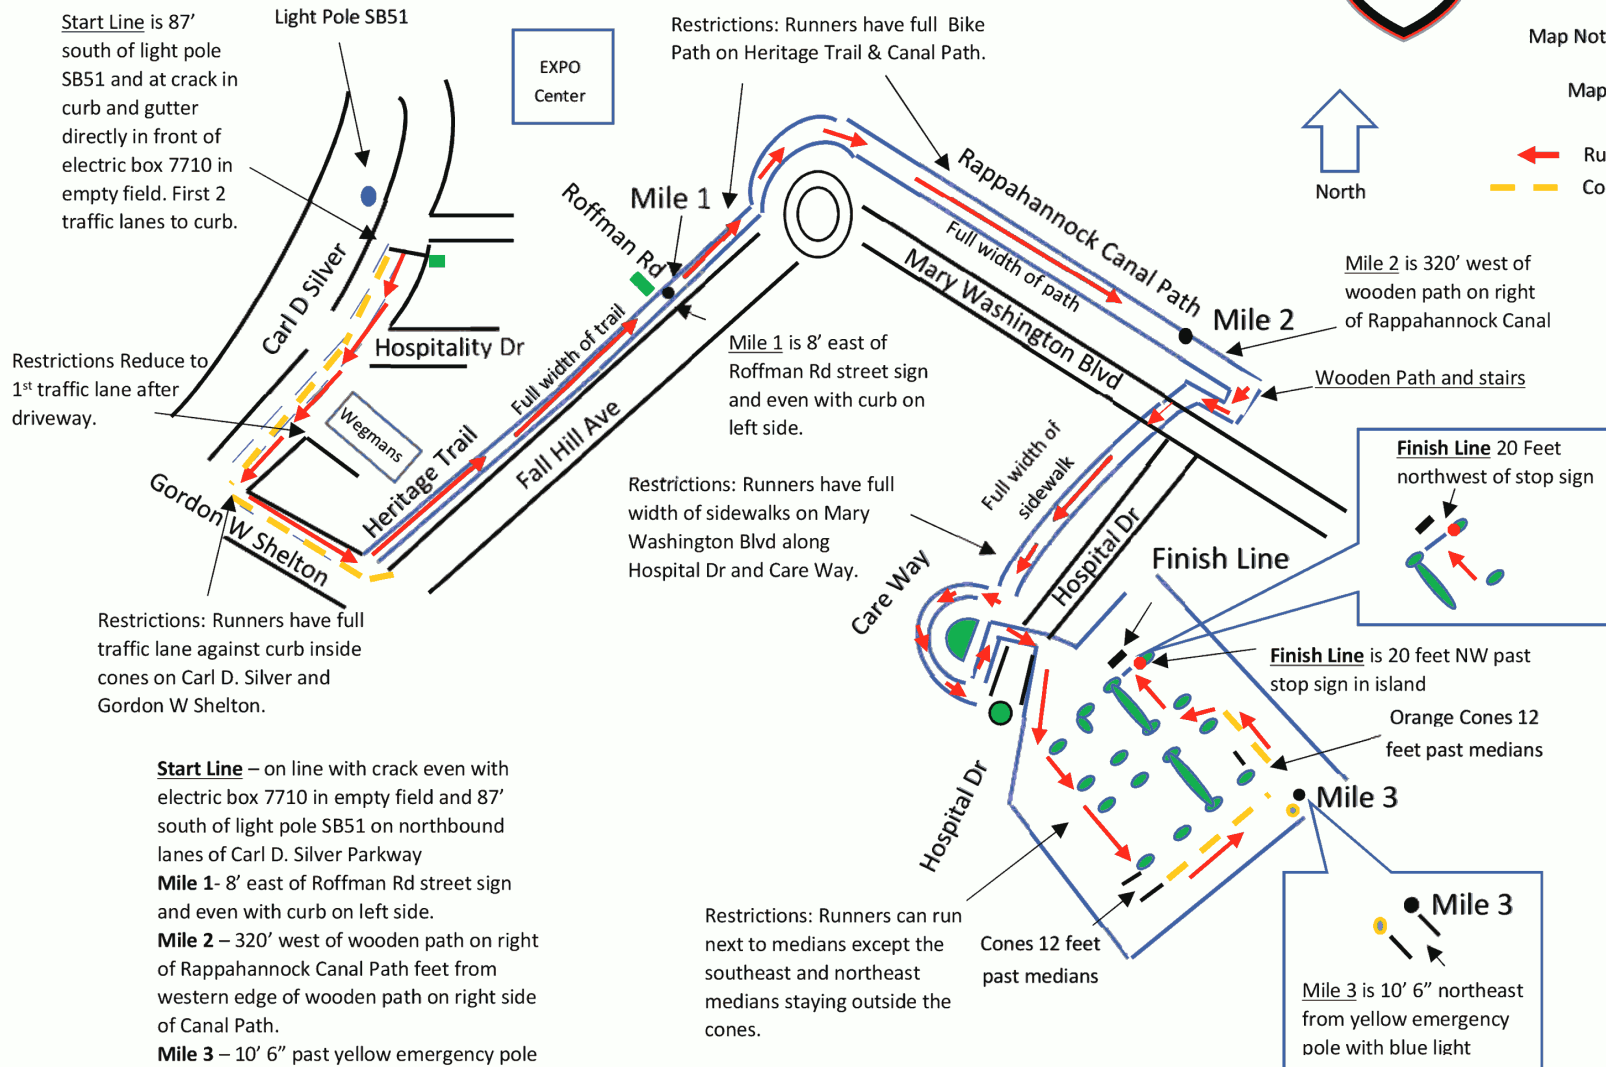 Start Line is 87’
south of light pole
SB51 and at crack in
curb and gutter
directly in front of
electric box 7710 in
empty field. First 2
traffic lanes to curb.
Light Pole SB51
EXPO
Center
Restrictions: Runners have full Bike
Path on Heritage Trail & Canal Path.
Map Not
Map
Ru
Co
North
Carl D Silver
Hospitality Dr
Restrictions Reduce to
1st traffic lane after
driveway.
Wegmans
Gordon W Shelton
Heritage Trail
Full width of trail
Fall Hill Ave
Roffman Rd
Mile 1
Mile 1 is 8’ east of
Roffman Rd street sign
and even with curb on
left side.
Rappahannock Canal Path
Full width of path
Mary Washington Blvd
Mile 2
Mile 2 is 320’ west of
wooden path on right
of Rappahannock Canal
Wooden Path and stairs
Full width of
sidewalk
Restrictions: Runners have full
width of sidewalks on Mary
Washington Blvd along
Hospital Dr and Care Way.
Care Way
Hospital Dr
Finish Line
Finish Line 20 Feet
northwest of stop sign
Finish Line is 20 feet NW past
stop sign in island
Orange Cones 12
feet past medians
Mile 3
Hospital Dr
Restrictions: Runners have full
traffic lane against curb inside
cones on Carl D. Silver and
Gordon W Shelton.
Start Line – on line with crack even with
electric box 7710 in empty field and 87’
south of light pole SB51 on northbound
lanes of Carl D. Silver Parkway
Mile 1- 8’ east of Roffman Rd street sign
and even with curb on left side.
Mile 2 – 320’ west of wooden path on right
of Rappahannock Canal Path feet from
western edge of wooden path on right side
of Canal Path.
Mile 3 – 10’ 6” past yellow emergency pole
Restrictions: Runners can run
next to medians except the
southeast and northeast
medians staying outside the
cones.
Cones 12 feet
past medians
Mile 3
Mile 3 is 10’ 6” northeast
from yellow emergency
pole with blue light